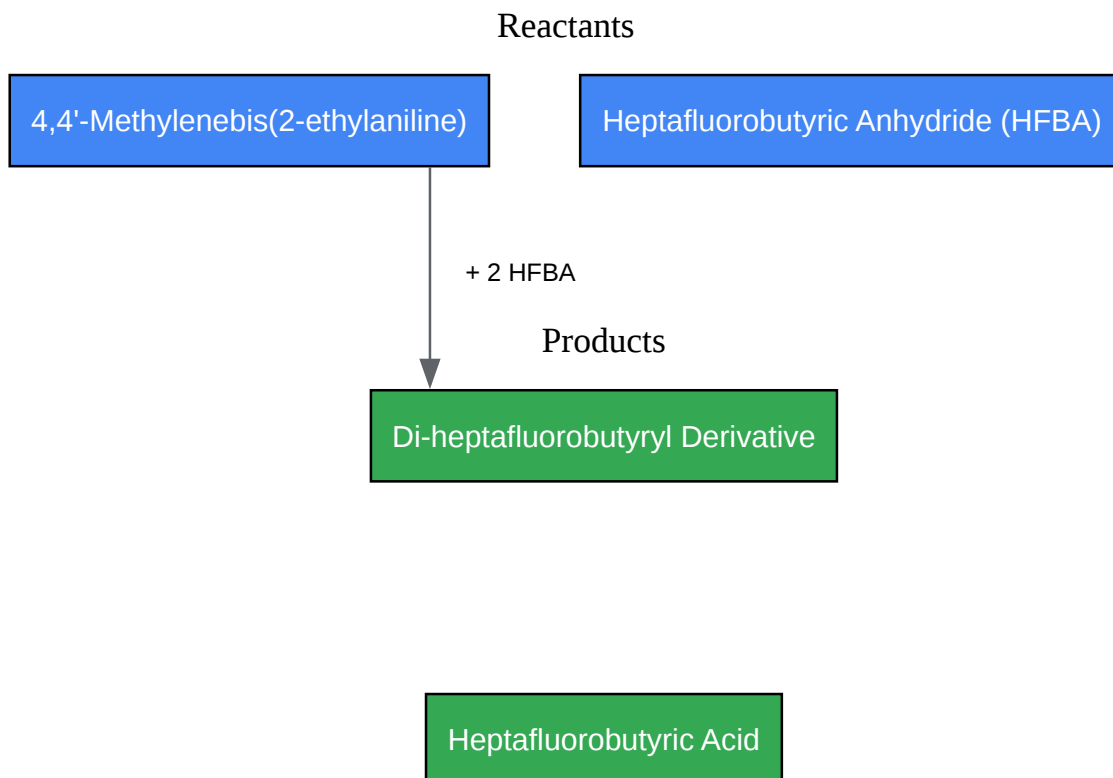 Reactants
4,4'-Methylenebis(2-ethylaniline)
Heptafluorobutyric Anhydride (HFBA)
+ 2 HFBA
Products
Di-heptafluorobutyryl Derivative
Heptafluorobutyric Acid